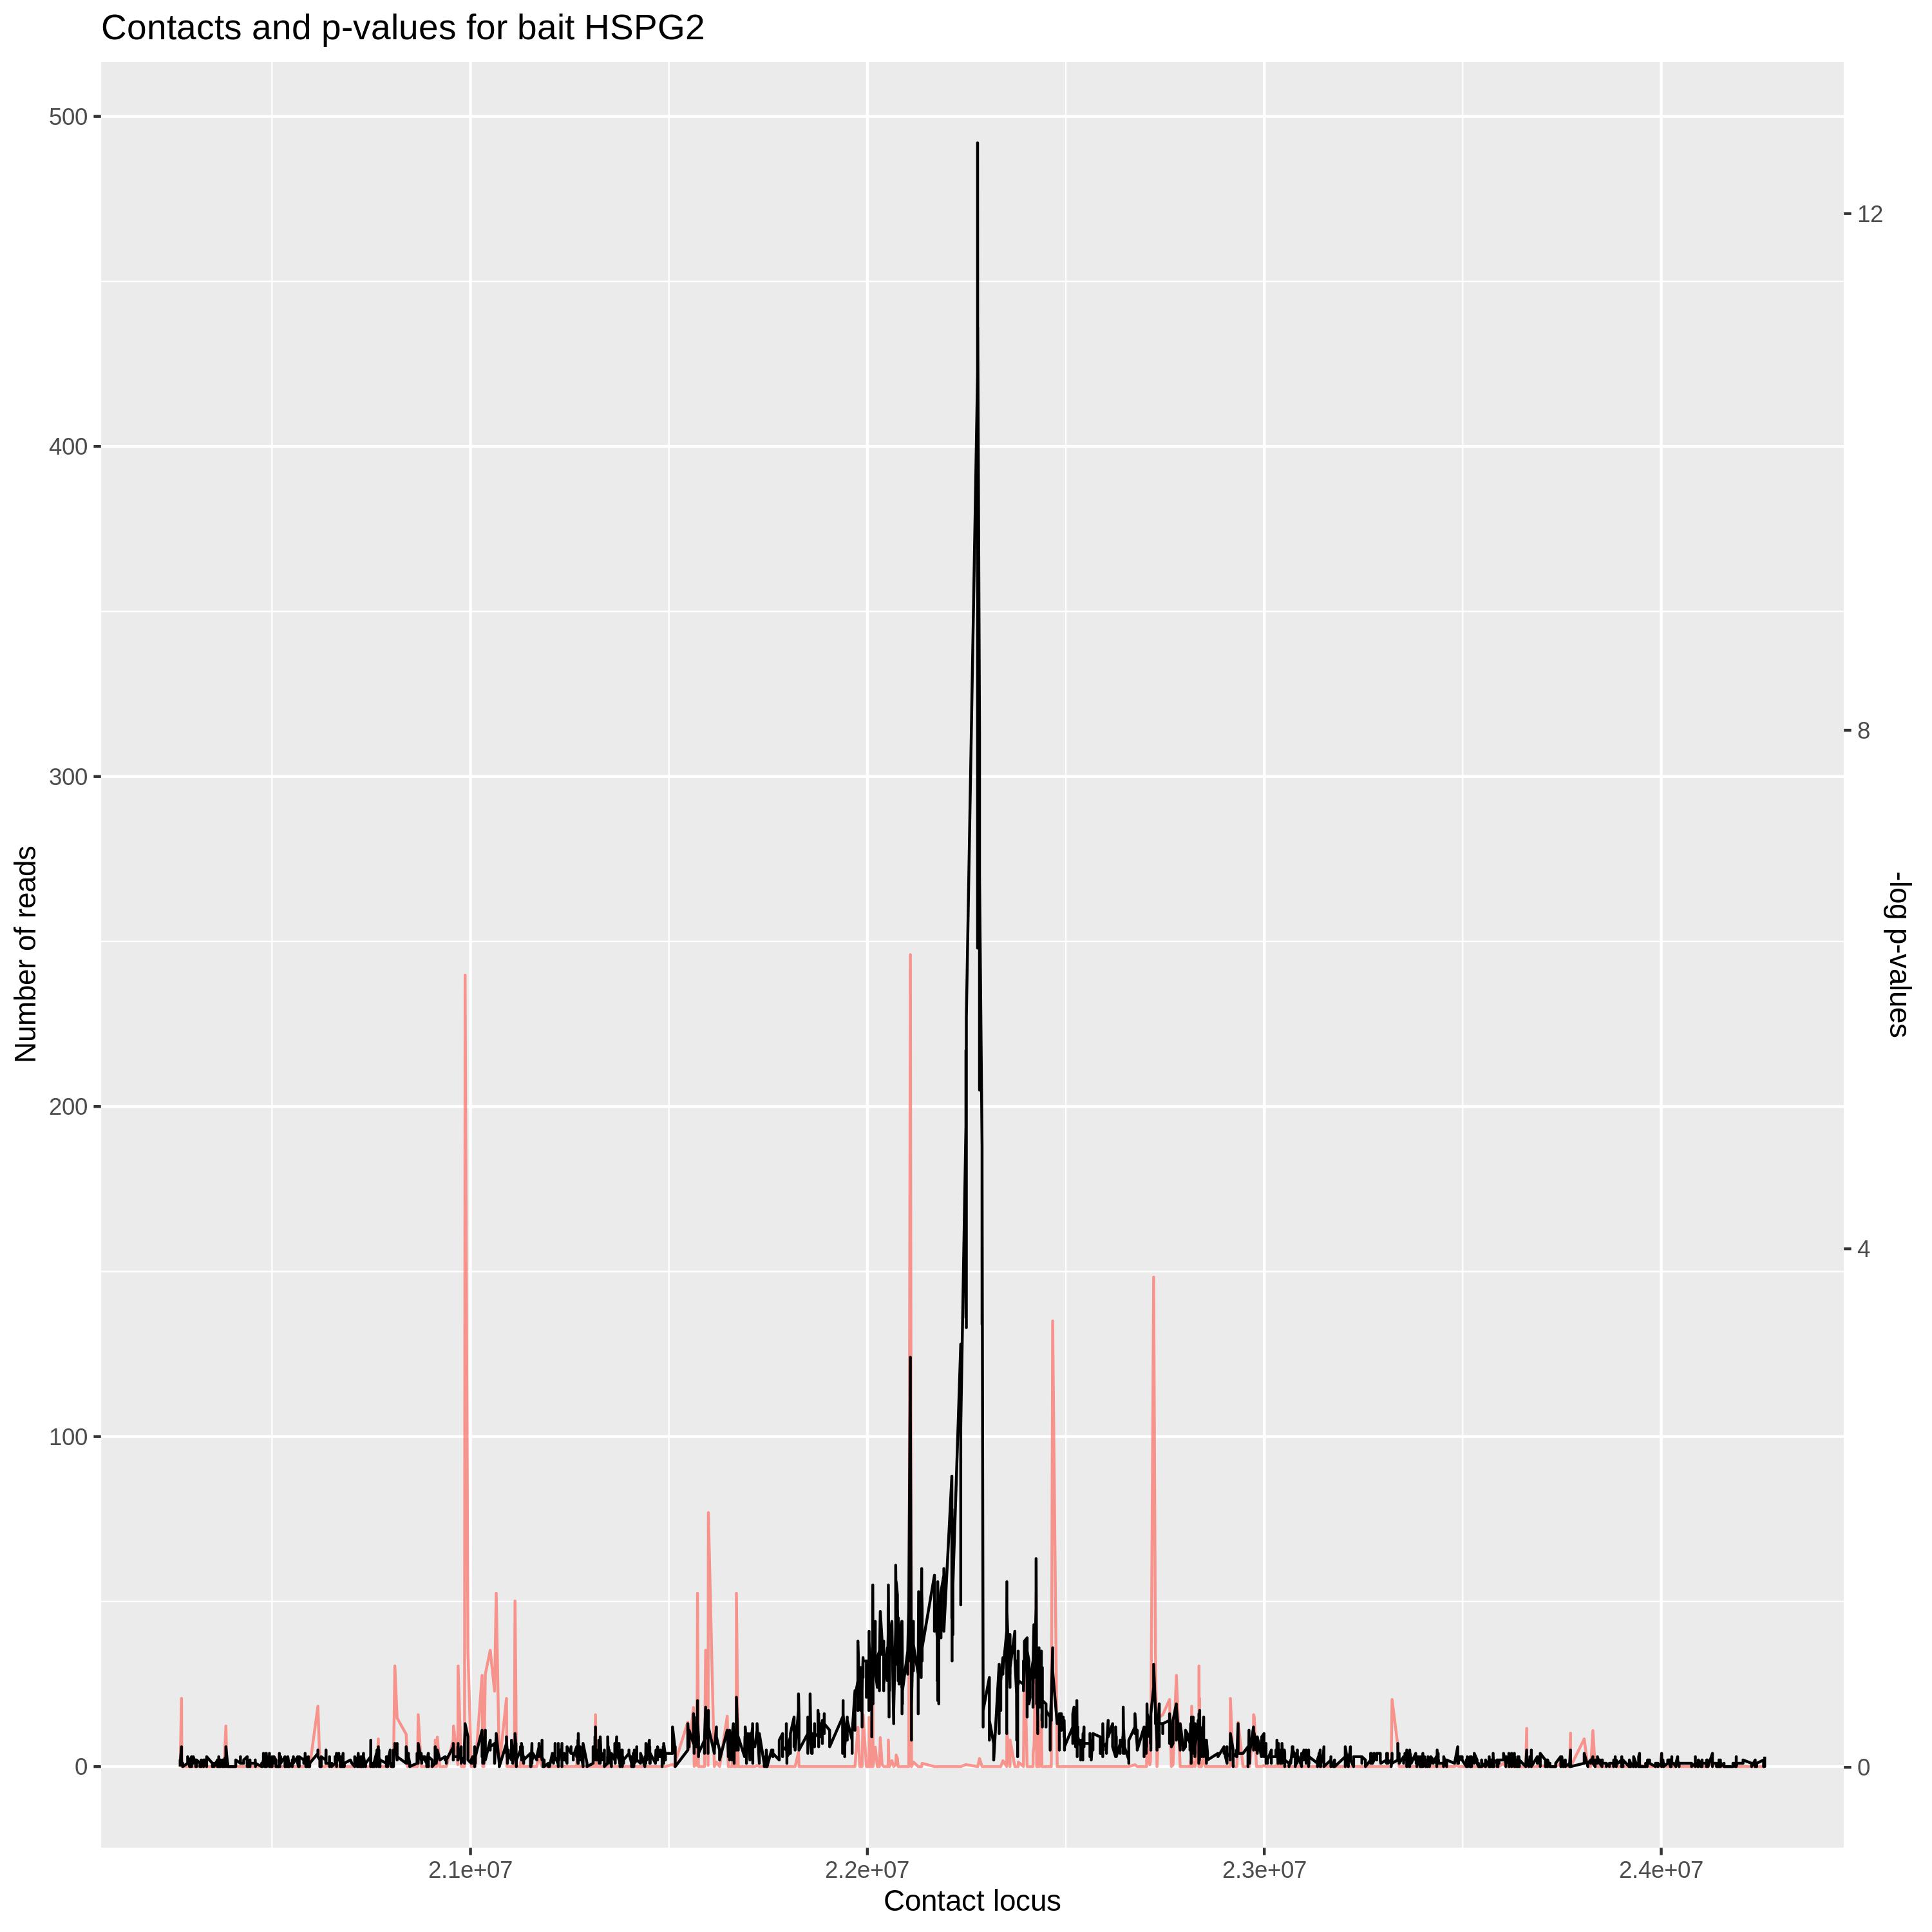 Contacts and p-values for bait HSPG2
500
400
300
200
100
0
Number of reads
12
8
4
0
-log p-values
2.1e+07
2.2e+07
2.3e+07
2.4e+07
Contact locus